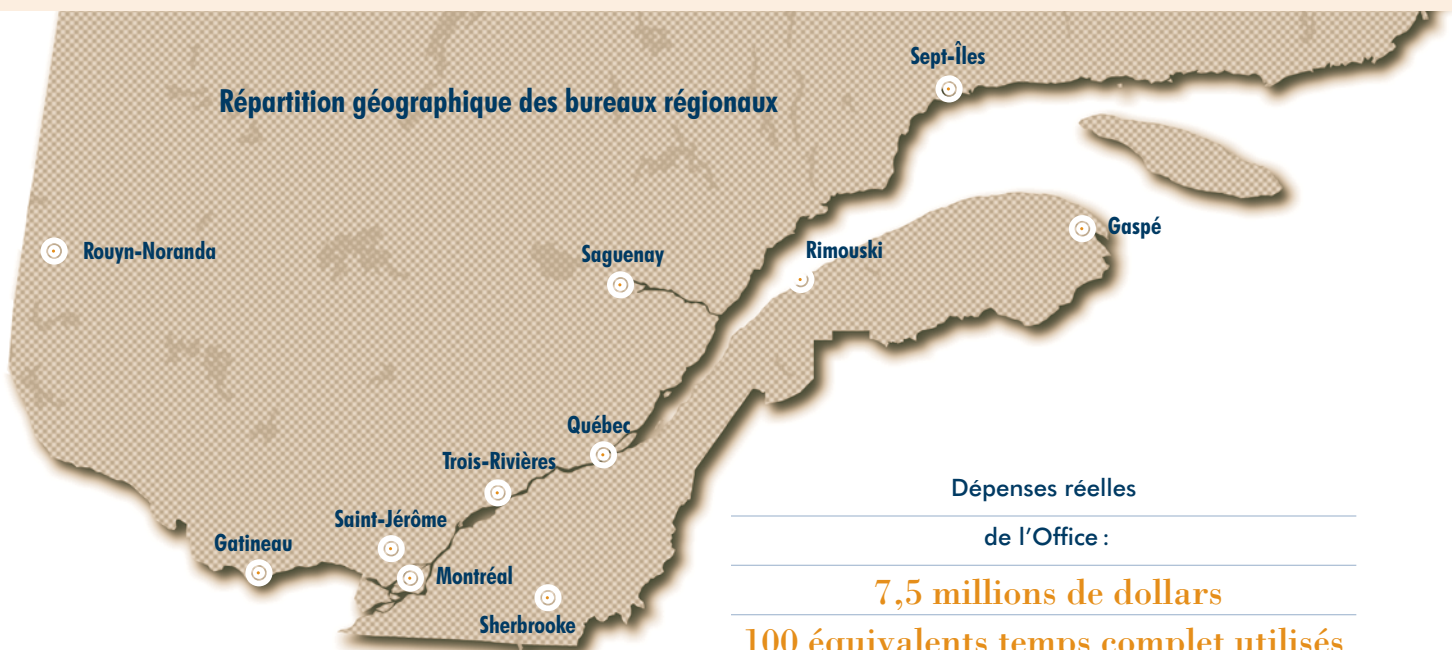 Sept-Îles
Répartition géographique des bureaux régionaux
Gaspé
Rouyn-Noranda
Saguenay
Rimouski
Québec
Trois-Rivières
Saint-Jérôme
Gatineau
Montréal
Sherbrooke
Dépenses réelles
de l’Office :
7,5 millions de dollars
100 équivalents temps complet utilisés